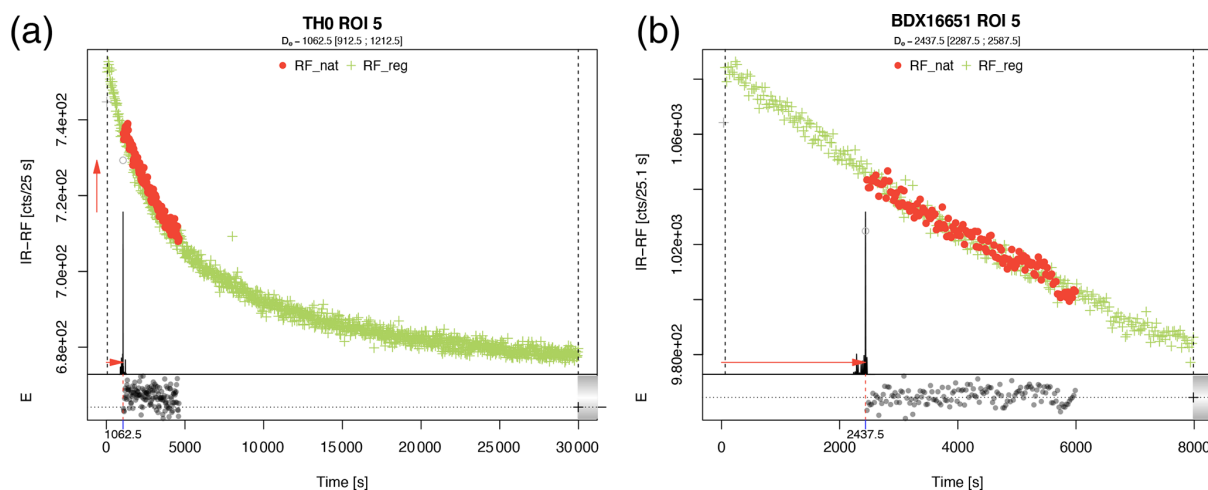 (a)
TH0 ROI 5
Dₑ = 1062.5 [912.5 ; 1212.5]
RF_nat
RF_reg
IR−RF [cts/25 s]
6.8e+02
7.0e+02
7.2e+02
7.4e+02
E
1062.5
0
5000
10 000
15 000
20 000
25 000
30 000
Time [s]
(b)
BDX16651 ROI 5
Dₑ = 2437.5 [2287.5 ; 2587.5]
RF_nat
RF_reg
IR−RF [cts/25.1 s]
9.80e+02
1.02e+03
1.06e+03
E
2437.5
0
2000
4000
6000
8000
Time [s]